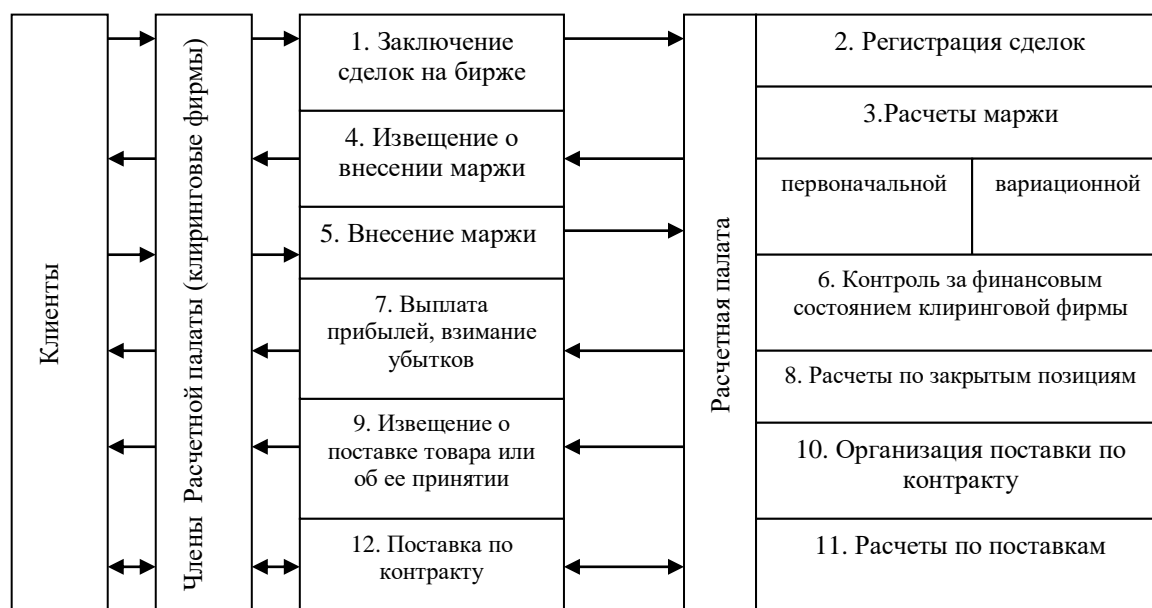 Клиенты
Члены Расчетной палаты (клиринговые фирмы)
1. Заключение
сделок на бирже
4. Извещение о
внесении маржи
5. Внесение маржи
7. Выплата
прибылей, взимание
убытков
9. Извещение о
поставке товара или
об ее принятии
12. Поставка по
контракту
Расчетная палата
2. Регистрация сделок
3.Расчеты маржи
первоначальной
вариационной
6. Контроль за финансовым
состоянием клиринговой фирмы
8. Расчеты по закрытым позициям
10. Организация поставки по
контракту
11. Расчеты по поставкам